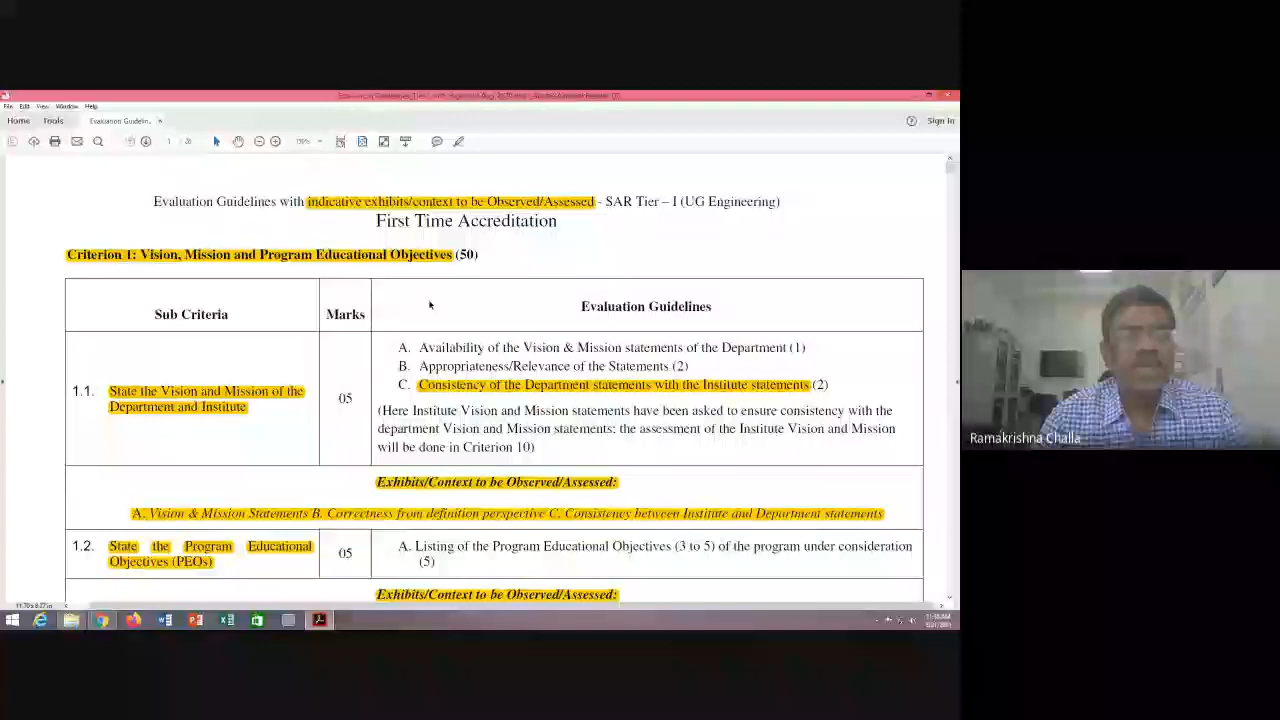 File Edit View Window Help
Home Tools Evaluation Guidelin... × Sign In
1 / 28
Evaluation Guidelines with indicative exhibits/context to be Observed/Assessed - SAR Tier – I (UG Engineering)
First Time Accreditation
Criterion 1: Vision, Mission and Program Educational Objectives (50)
Sub Criteria Marks Evaluation Guidelines
1.1. State the Vision and Mission of the
Department and Institute
05
A. Availability of the Vision & Mission statements of the Department (1)
B. Appropriateness/Relevance of the Statements (2)
C. Consistency of the Department statements with the Institute statements (2)
(Here Institute Vision and Mission statements have been asked to ensure consistency with the
department Vision and Mission statements; the assessment of the Institute Vision and Mission
will be done in Criterion 10)
Exhibits/Context to be Observed/Assessed:
A. Vision & Mission Statements B. Correctness from definition perspective C. Consistency between Institute and Department statements
1.2. State the Program Educational
Objectives (PEOs)
05
A. Listing of the Program Educational Objectives (3 to 5) of the program under consideration
(5)
Exhibits/Context to be Observed/Assessed:
Ramakrishna Challa